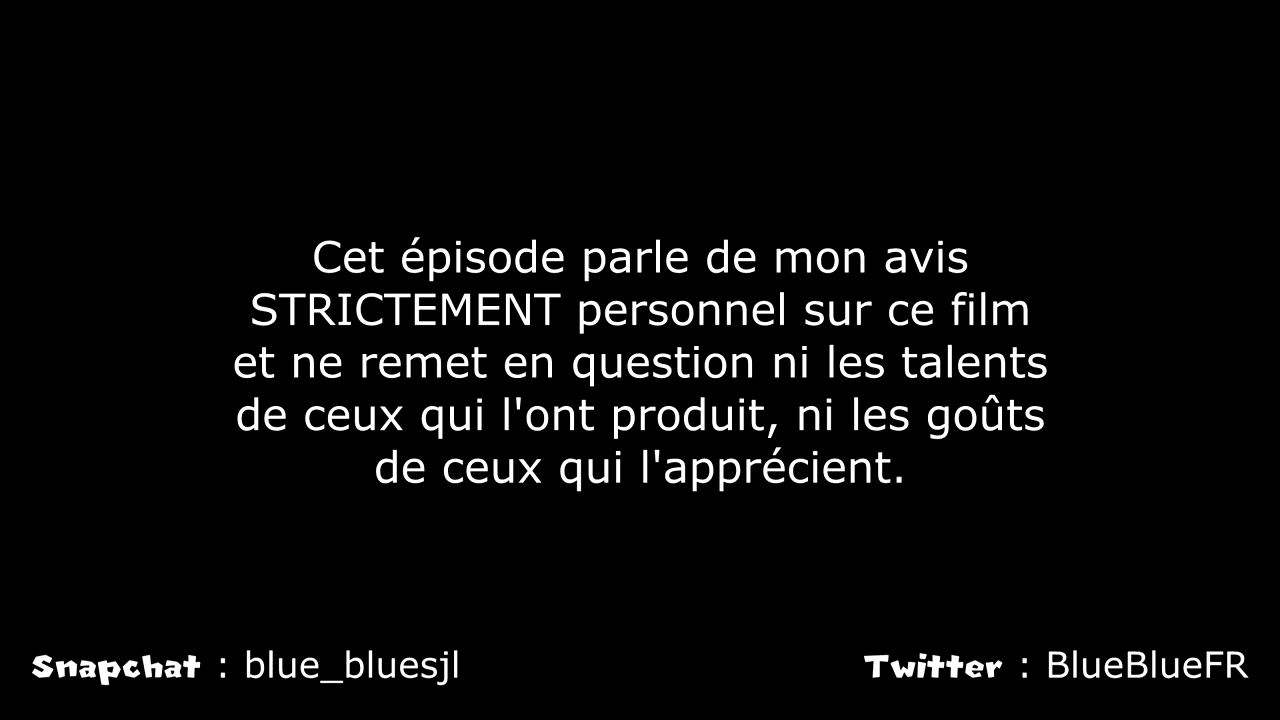 Cet épisode parle de mon avis
STRICTEMENT personnel sur ce film
et ne remet en question ni les talents
de ceux qui l'ont produit, ni les goûts
de ceux qui l'apprécient.
Snapchat : blue_bluesjl
Twitter : BlueBlueFR